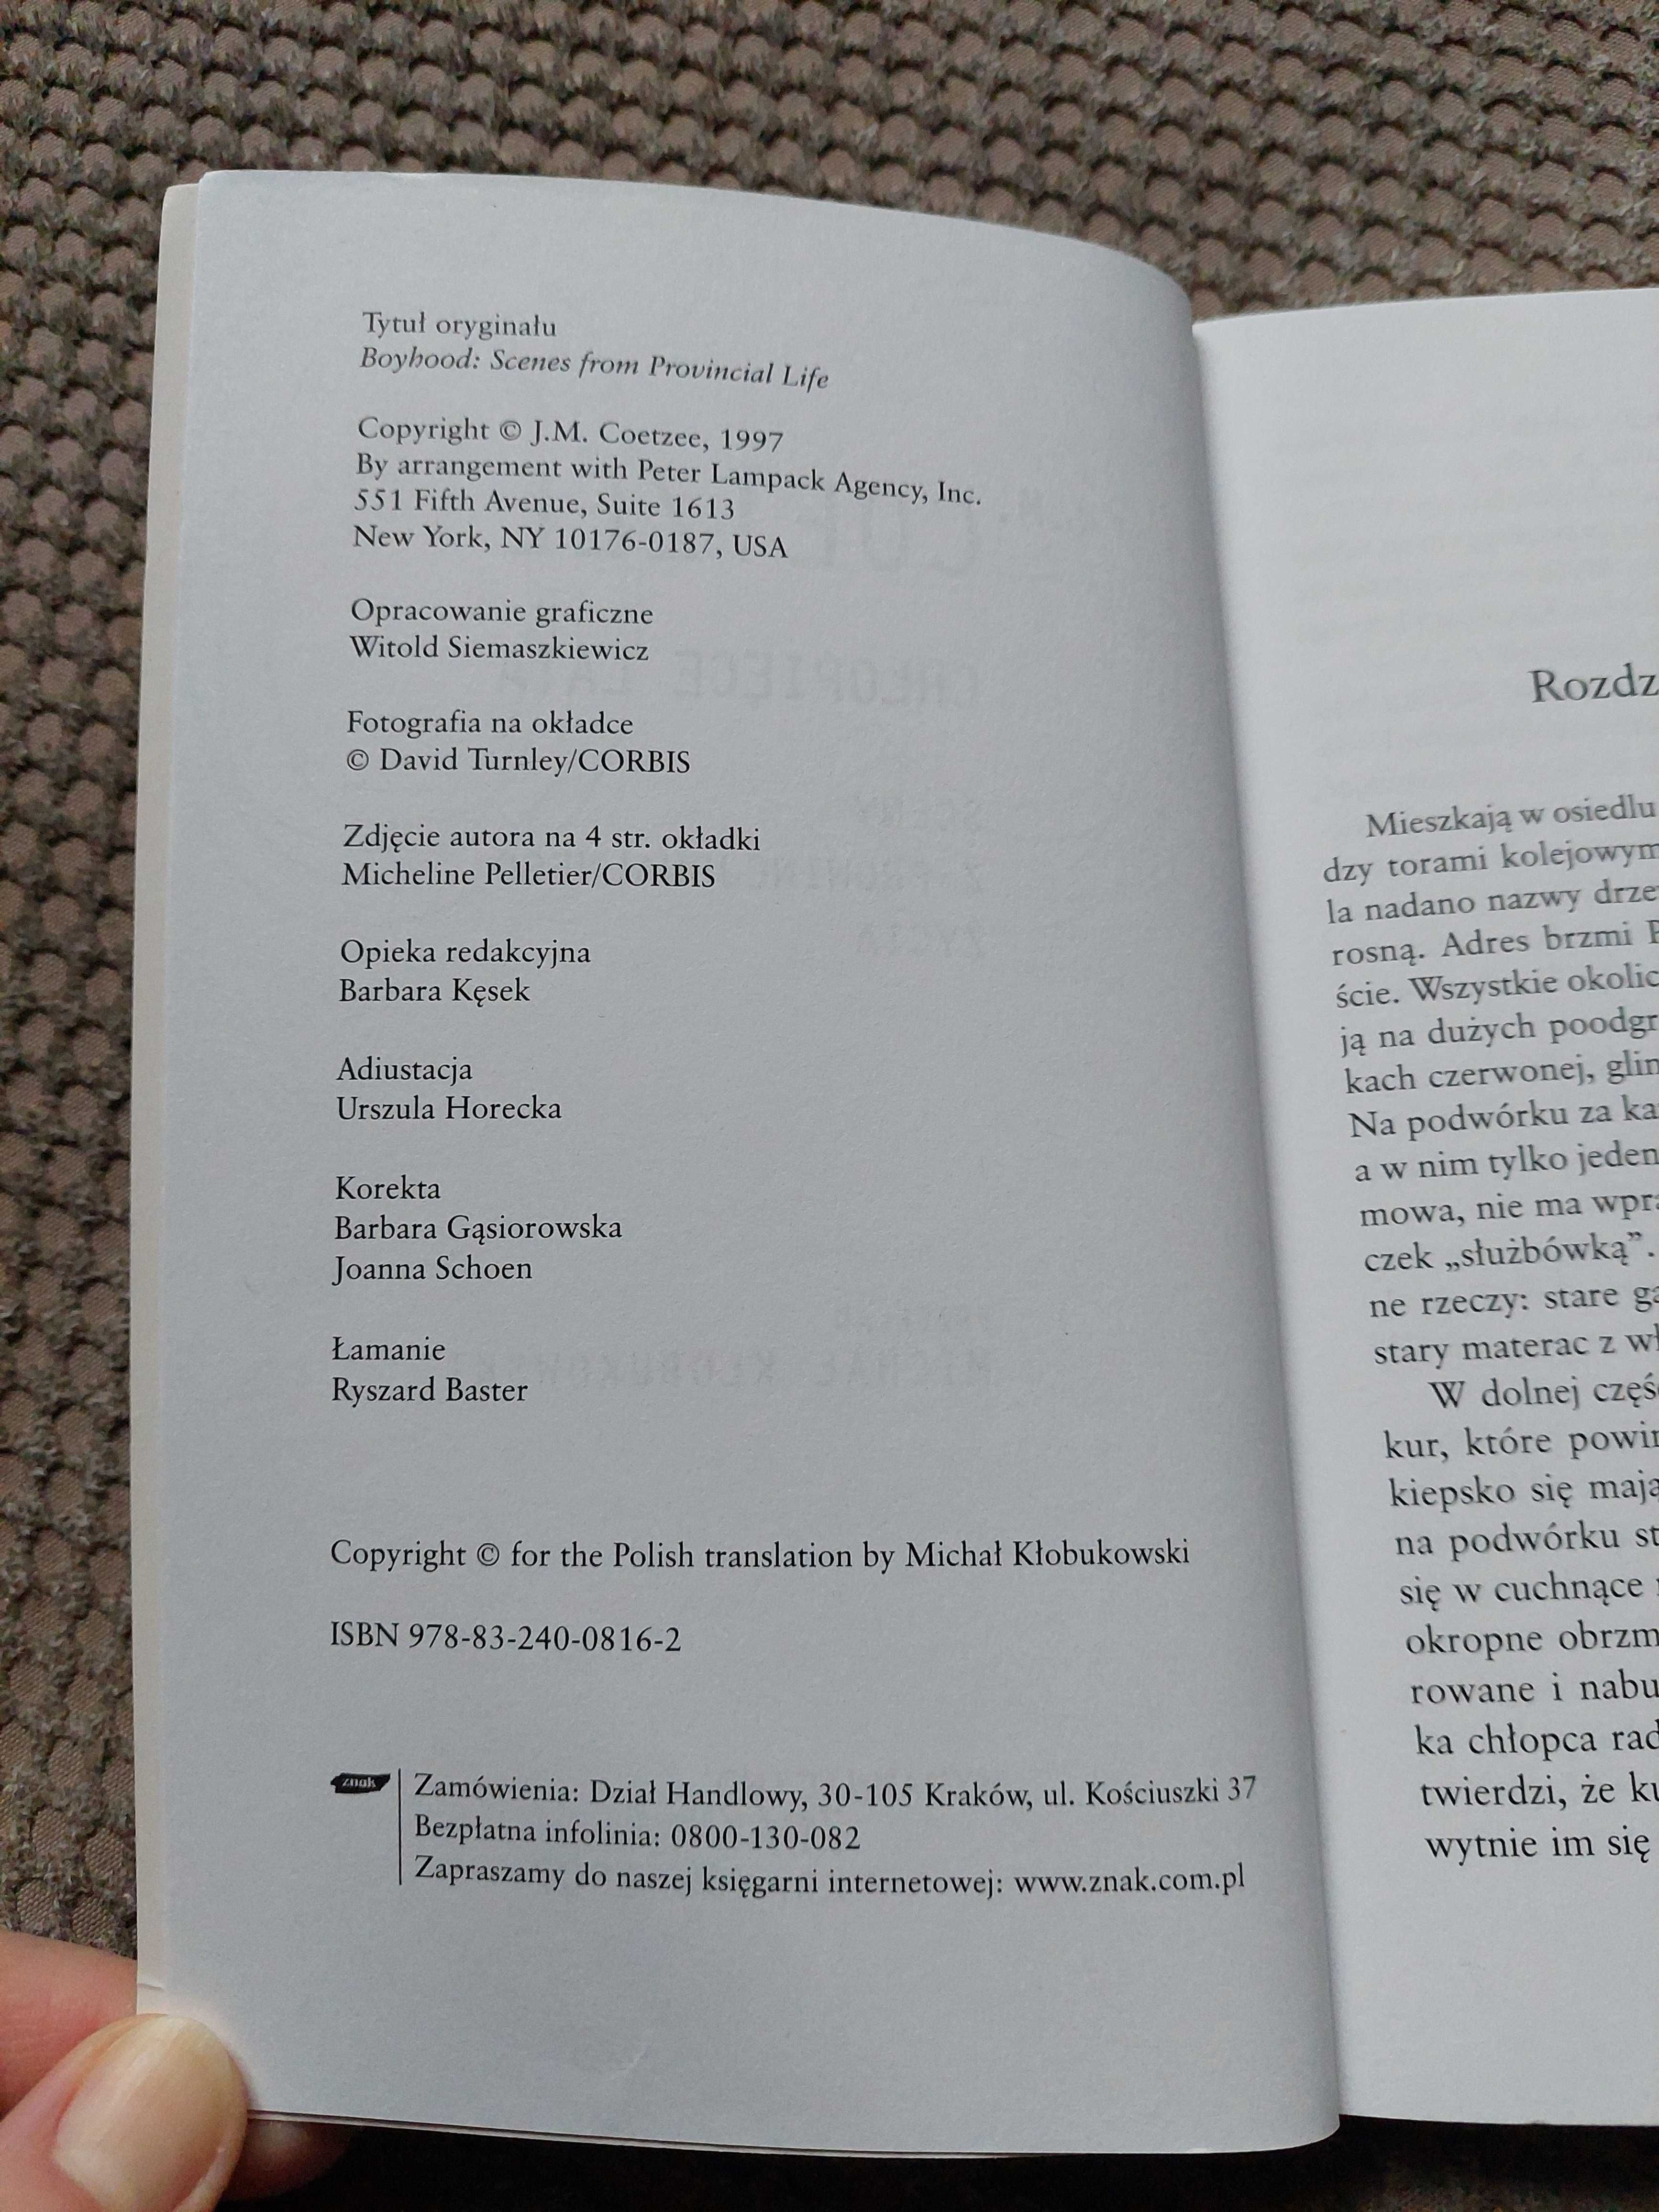 Tytuł oryginału
Boyhood: Scenes from Provincial Life
Copyright © J.M. Coetzee, 1997
By arrangement with Peter Lampack Agency, Inc.
551 Fifth Avenue, Suite 1613
New York, NY 10176-0187, USA
Opracowanie graficzne
Witold Siemaszkiewicz
Fotografia na okładce
© David Turnley/CORBIS
Zdjęcie autora na 4 str. okładki
Micheline Pelletier/CORBIS
Opieka redakcyjna
Barbara Kęsek
Adiustacja
Urszula Horecka
Korekta
Barbara Gąsiorowska
Joanna Schoen
Łamanie
Ryszard Baster
Copyright © for the Polish translation by Michał Kłobukowski
ISBN 978-83-240-0816-2
znak
Zamówienia: Dział Handlowy, 30-105 Kraków, ul. Kościuszki 37
Bezpłatna infolinia: 0800-130-082
Zapraszamy do naszej księgarni internetowej: www.znak.com.pl
Rozdz
Mieszkają w osiedlu
dzy torami kolejowym
la nadano nazwy drze
rosną. Adres brzmi
ście. Wszystkie okolic
ją na dużych poodgr
kach czerwonej, glin
Na podwórku za ka
a w nim tylko jeden
mowa, nie ma wpra
czek „służbówką”.
ne rzeczy: stare ga
stary materac z wł
W dolnej częś
kur, które powin
kiepsko się mają
na podwórku st
się w cuchnące
okropne obrzm
rowane i nabu
ka chłopca rad
twierdzi, że ku
wytnie im się